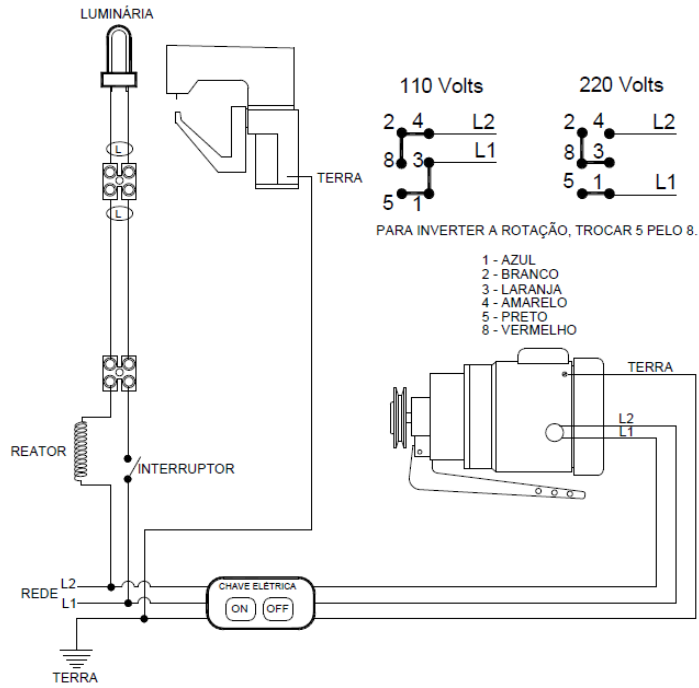 LUMINÁRIA
L
L
TERRA
110 Volts
2 4 L2
8 3 L1
5 1
220 Volts
2 4 L2
8 3
5 1 L1
PARA INVERTER A ROTAÇÃO, TROCAR 5 PELO 8.
1 - AZUL
2 - BRANCO
3 - LARANJA
4 - AMARELO
5 - PRETO
8 - VERMELHO
TERRA
L2
L1
REATOR
INTERRUPTOR
REDE
L2
L1
CHAVE ELÉTRICA
ON OFF
TERRA